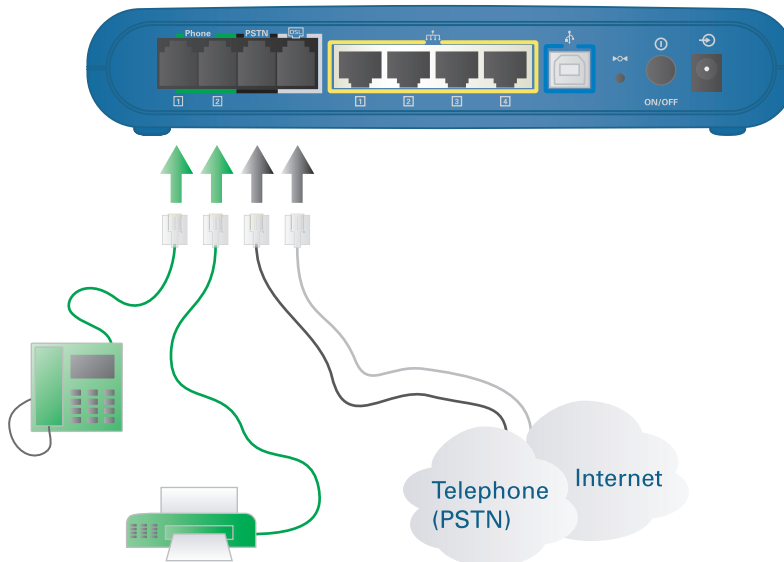 Phone PSTN DSL
1 2 1 2 3 4
ON/OFF
Telephone
(PSTN)
Internet